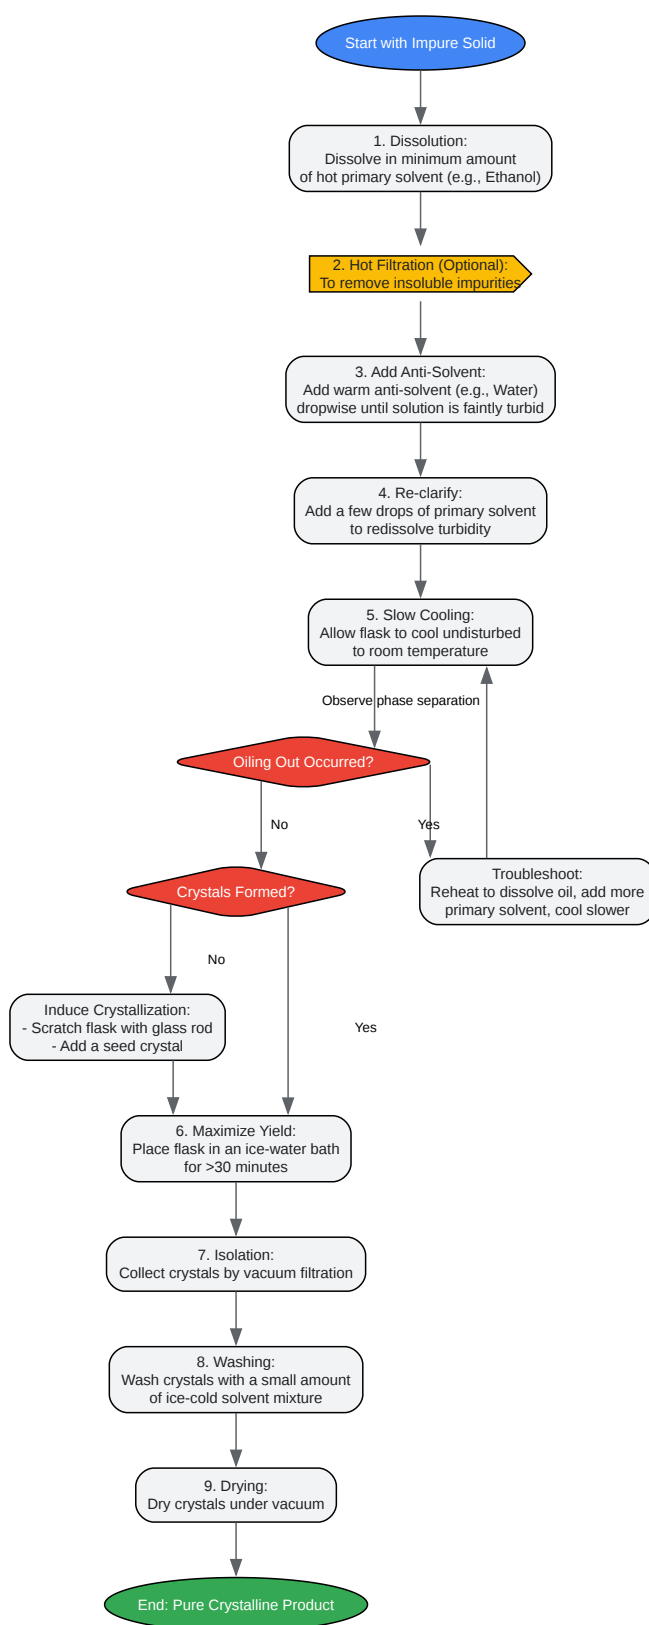 Start with Impure Solid
1. Dissolution:
Dissolve in minimum amount
of hot primary solvent (e.g., Ethanol)
2. Hot Filtration (Optional):
To remove insoluble impurities
3. Add Anti-Solvent:
Add warm anti-solvent (e.g., Water)
dropwise until solution is faintly turbid
4. Re-clarify:
Add a few drops of primary solvent
to redissolve turbidity
5. Slow Cooling:
Allow flask to cool undisturbed
to room temperature
Observe phase separation
Oiling Out Occurred?
No
Yes
Troubleshoot:
Reheat to dissolve oil, add more
primary solvent, cool slower
Crystals Formed?
No
Yes
Induce Crystallization:
- Scratch flask with glass rod
- Add a seed crystal
6. Maximize Yield:
Place flask in an ice-water bath
for >30 minutes
7. Isolation:
Collect crystals by vacuum filtration
8. Washing:
Wash crystals with a small amount
of ice-cold solvent mixture
9. Drying:
Dry crystals under vacuum
End: Pure Crystalline Product